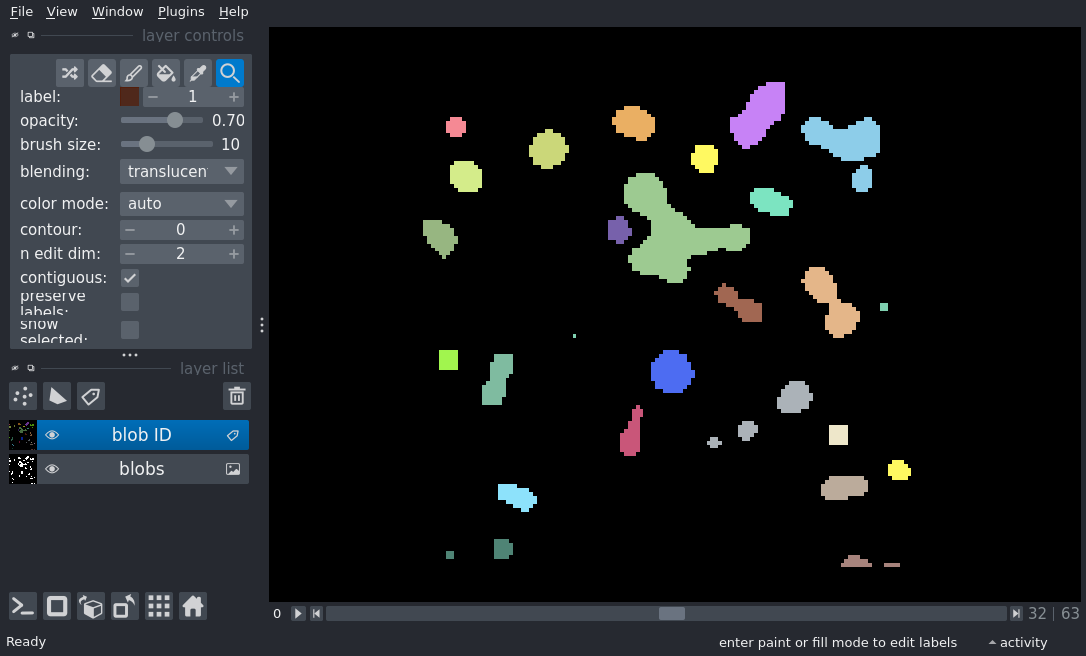 File View Window Plugins Help
layer controls
label: 1
opacity: 0.70
brush size: 10
blending: translucen
color mode: auto
contour: 0
n edit dim: 2
contiguous:
preserve
labels:
show
selected:
layer list
blob ID
blobs
0 32 | 63
Ready enter paint or fill mode to edit labels activity